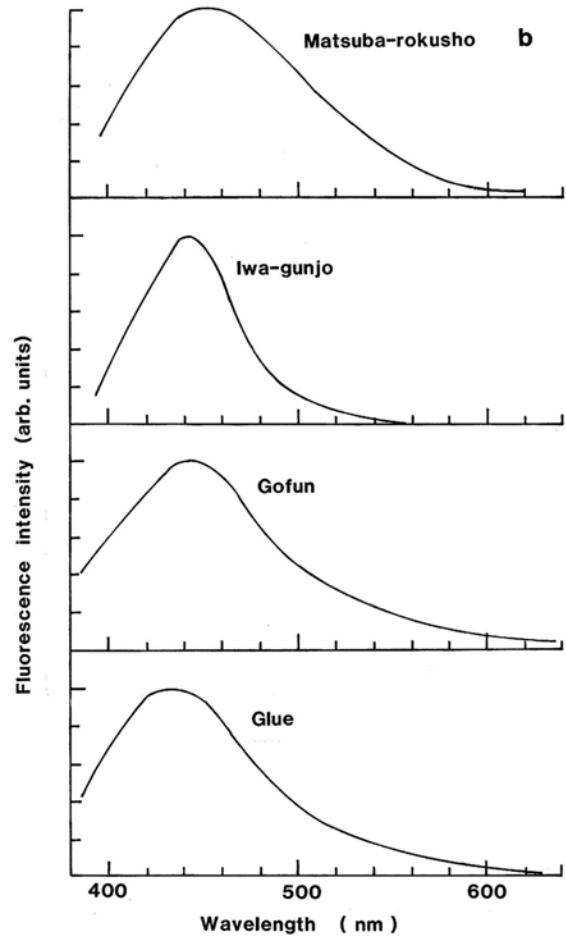 Matsuba-rokusho b
Iwa-gunjo
Gofun
Glue
Fluorescence intensity (arb. units)
400 500 600
Wavelength ( nm )